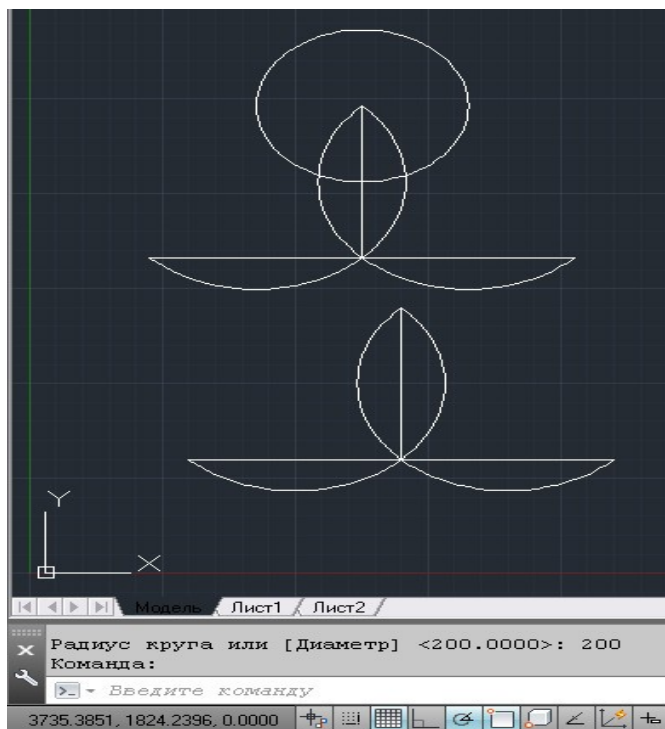 Y
X
Модель / Лист1 / Лист2 /
Радиус круга или [Диаметр] <200.0000>: 200
Команда:
Введите команду
3735.3851, 1824.2396, 0.0000